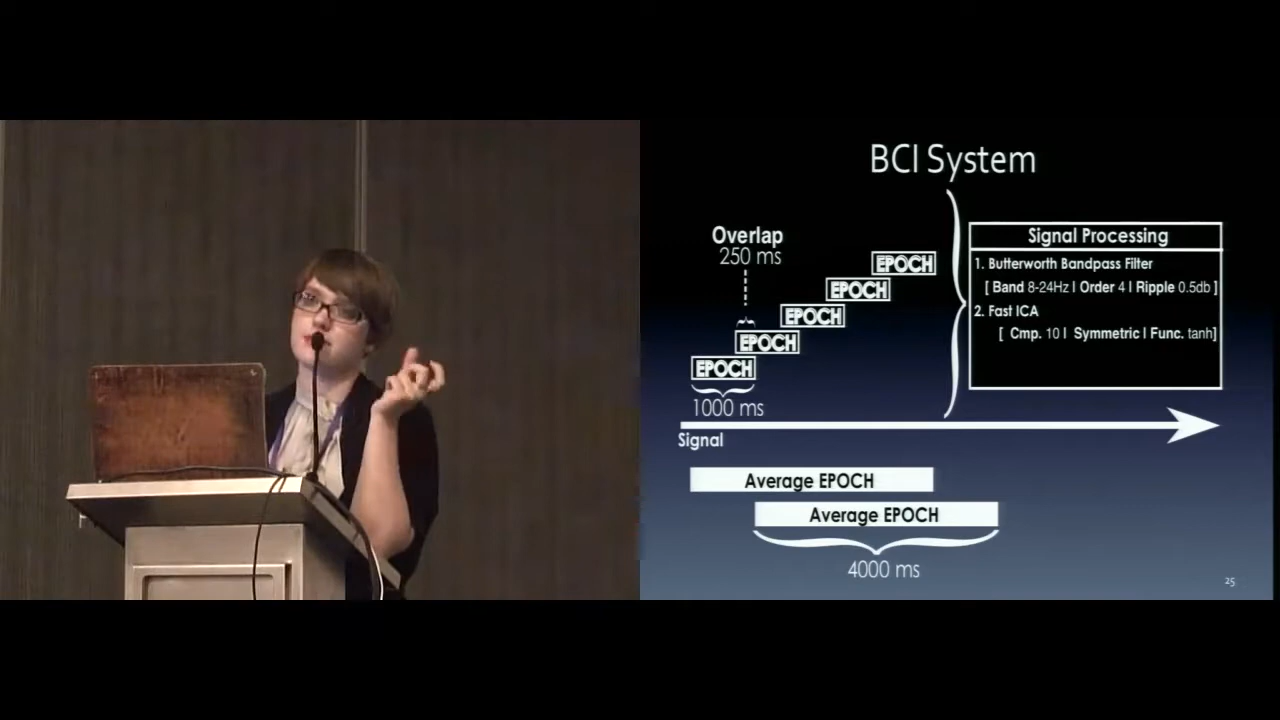 BCI System
Overlap
250 ms
EPOCH
EPOCH
EPOCH
EPOCH
EPOCH
1000 ms
Signal Processing
1. Butterworth Bandpass Filter
[ Band 8-24Hz | Order 4 | Ripple 0.5db ]
2. Fast ICA
[ Cmp. 10 | Symmetric | Func. tanh]
Signal
Average EPOCH
Average EPOCH
4000 ms
25